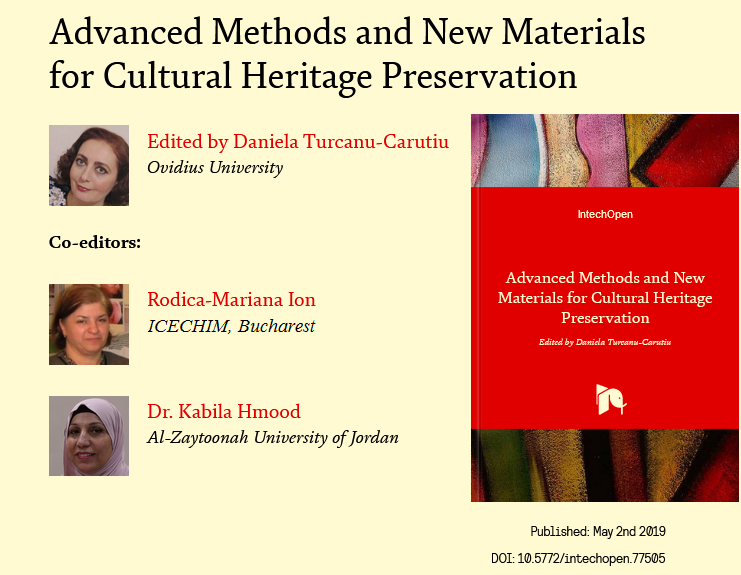 Advanced Methods and New Materials
for Cultural Heritage Preservation
Edited by Daniela Turcanu-Carutiu
Ovidius University
Co-editors:
Rodica-Mariana Ion
ICECHIM, Bucharest
Dr. Kabila Hmood
Al-Zaytoonah University of Jordan
IntechOpen
Advanced Methods and New
Materials for Cultural Heritage
Preservation
Edited by Daniela Turcanu-Carutiu
Published: May 2nd 2019
DOI: 10.5772/intechopen.77505